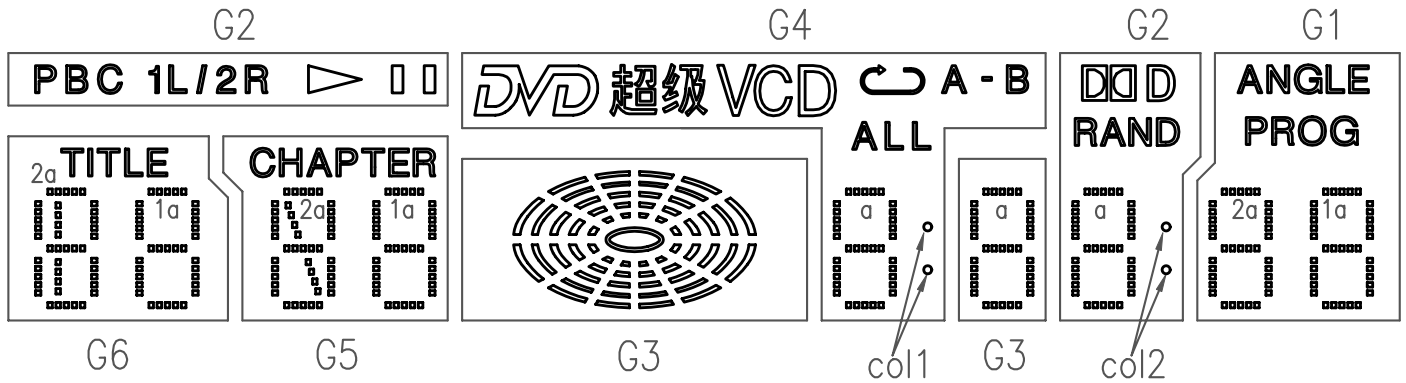 G2 G4 G2 G1
PBC 1L/2R DVD 超级 VCD A - B DD D ANGLE
ALL RAND PROG
TITLE CHAPTER
2a 1a 2a 1a a a a 2a 1a
G6 G5 G3 col1 G3 col2